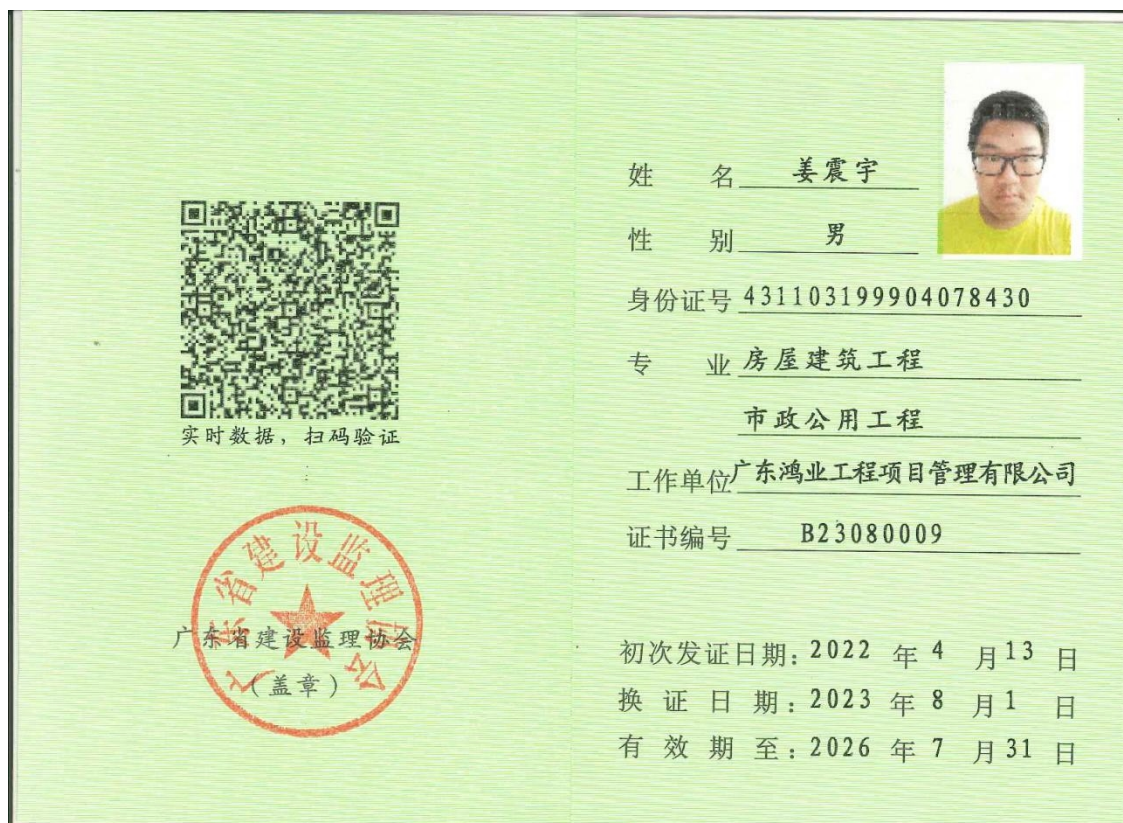 实时数据，扫码验证
广东省建设监理协会
广东省建设监理协会
（盖章）
姓名 姜震宇
性别 男
身份证号 431103199904078430
专业 房屋建筑工程
市政公用工程
工作单位 广东鸿业工程项目管理有限公司
证书编号 B23080009
初次发证日期：2022 年 4 月 13 日
换证日期：2023 年 8 月 1 日
有效期至：2026 年 7 月 31 日